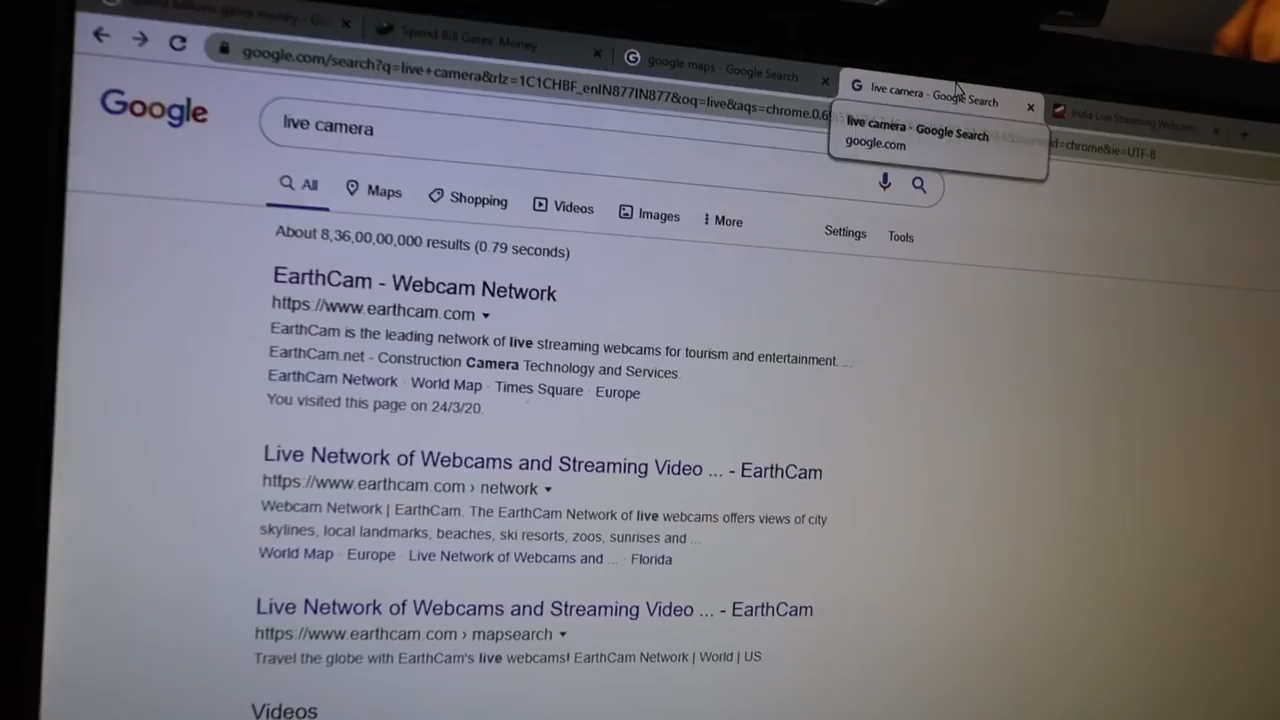 Spend Bill Gates' Money
google maps - Google Search
live camera - Google Search
India Live Streaming Webcams
google.com/search?q=live+camera&rlz=1C1CHBF_enIN877IN877&oq=live&aqs=chrome.0.6
d=chrome&ie=UTF-8
live camera - Google Search
google.com
Google
live camera
All Maps Shopping Videos Images More Settings Tools
About 8,36,00,00,000 results (0.79 seconds)
EarthCam - Webcam Network
https://www.earthcam.com
EarthCam is the leading network of live streaming webcams for tourism and entertainment. ...
EarthCam.net - Construction Camera Technology and Services.
EarthCam Network · World Map · Times Square · Europe
You visited this page on 24/3/20.
Live Network of Webcams and Streaming Video ... - EarthCam
https://www.earthcam.com › network
Webcam Network | EarthCam. The EarthCam Network of live webcams offers views of city
skylines, local landmarks, beaches, ski resorts, zoos, sunrises and ...
World Map · Europe · Live Network of Webcams and ... · Florida
Live Network of Webcams and Streaming Video ... - EarthCam
https://www.earthcam.com › mapsearch
Travel the globe with EarthCam's live webcams! EarthCam Network | World | US
Videos